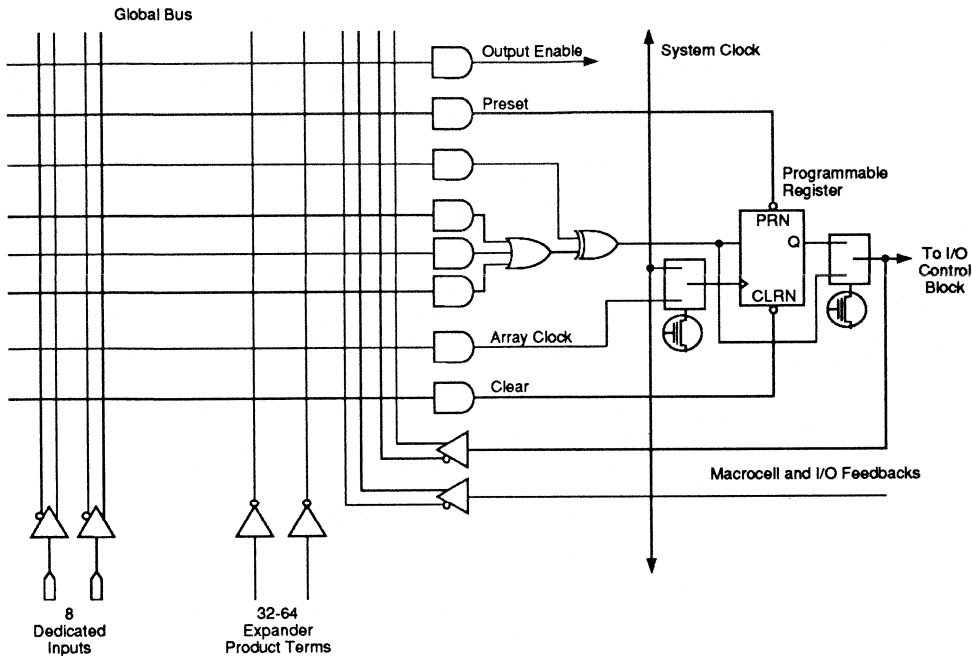 Global Bus
Output Enable
System Clock
Preset
Programmable
Register
PRN
Q
To I/O
Control
Block
CLRN
Array Clock
Clear
Macrocell and I/O Feedbacks
8
Dedicated
Inputs
32-64
Expander
Product Terms